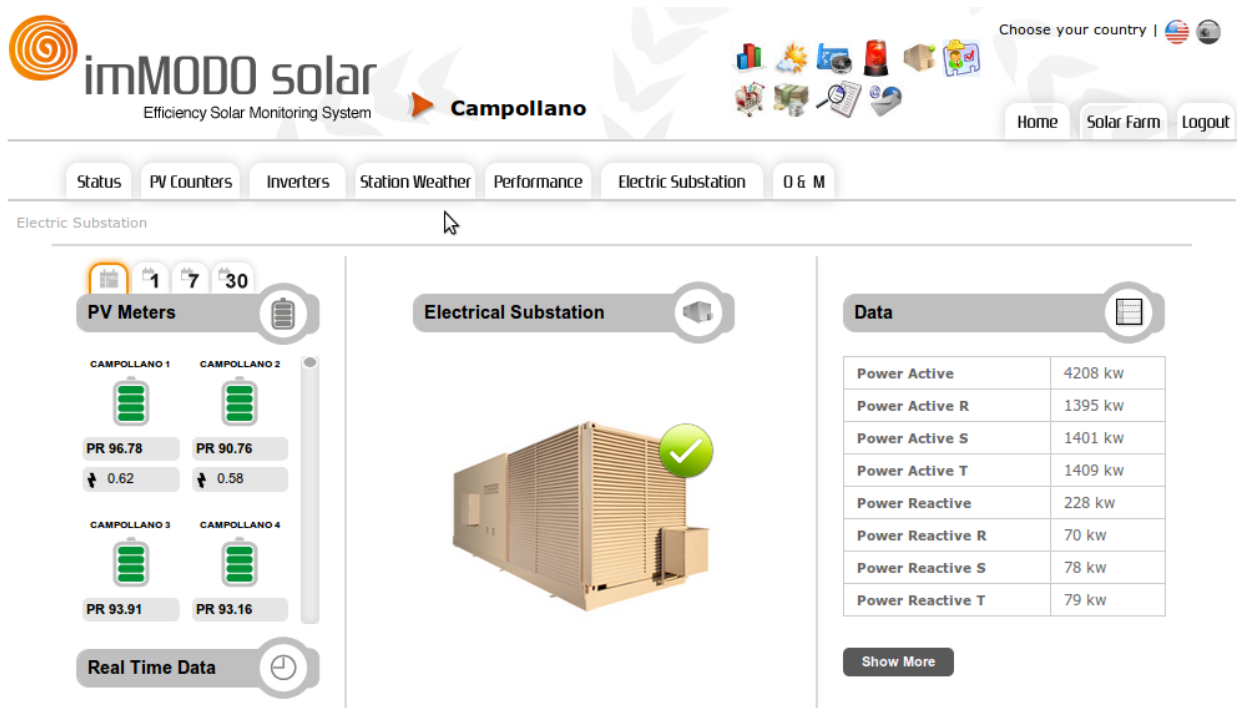 Choose your country |
imMODO solar
Efficiency Solar Monitoring System
Campollano
Home Solar Farm Logout
Status PV Counters Inverters Station Weather Performance Electric Substation O & M
Electric Substation
1 7 30
PV Meters
CAMPOLLANO 1 CAMPOLLANO 2
PR 96.78 PR 90.76
0.62 0.58
CAMPOLLANO 3 CAMPOLLANO 4
PR 93.91 PR 93.16
Real Time Data
Electrical Substation
Data
Power Active 4208 kw
Power Active R 1395 kw
Power Active S 1401 kw
Power Active T 1409 kw
Power Reactive 228 kw
Power Reactive R 70 kw
Power Reactive S 78 kw
Power Reactive T 79 kw
Show More